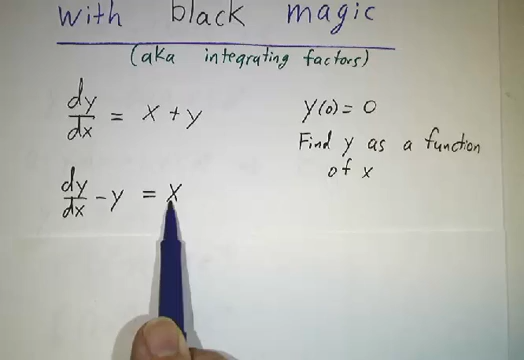 with black magic
(aka integrating factors)
dy/dx = x + y
y(0) = 0
Find y as a function
of x
dy/dx - y = x